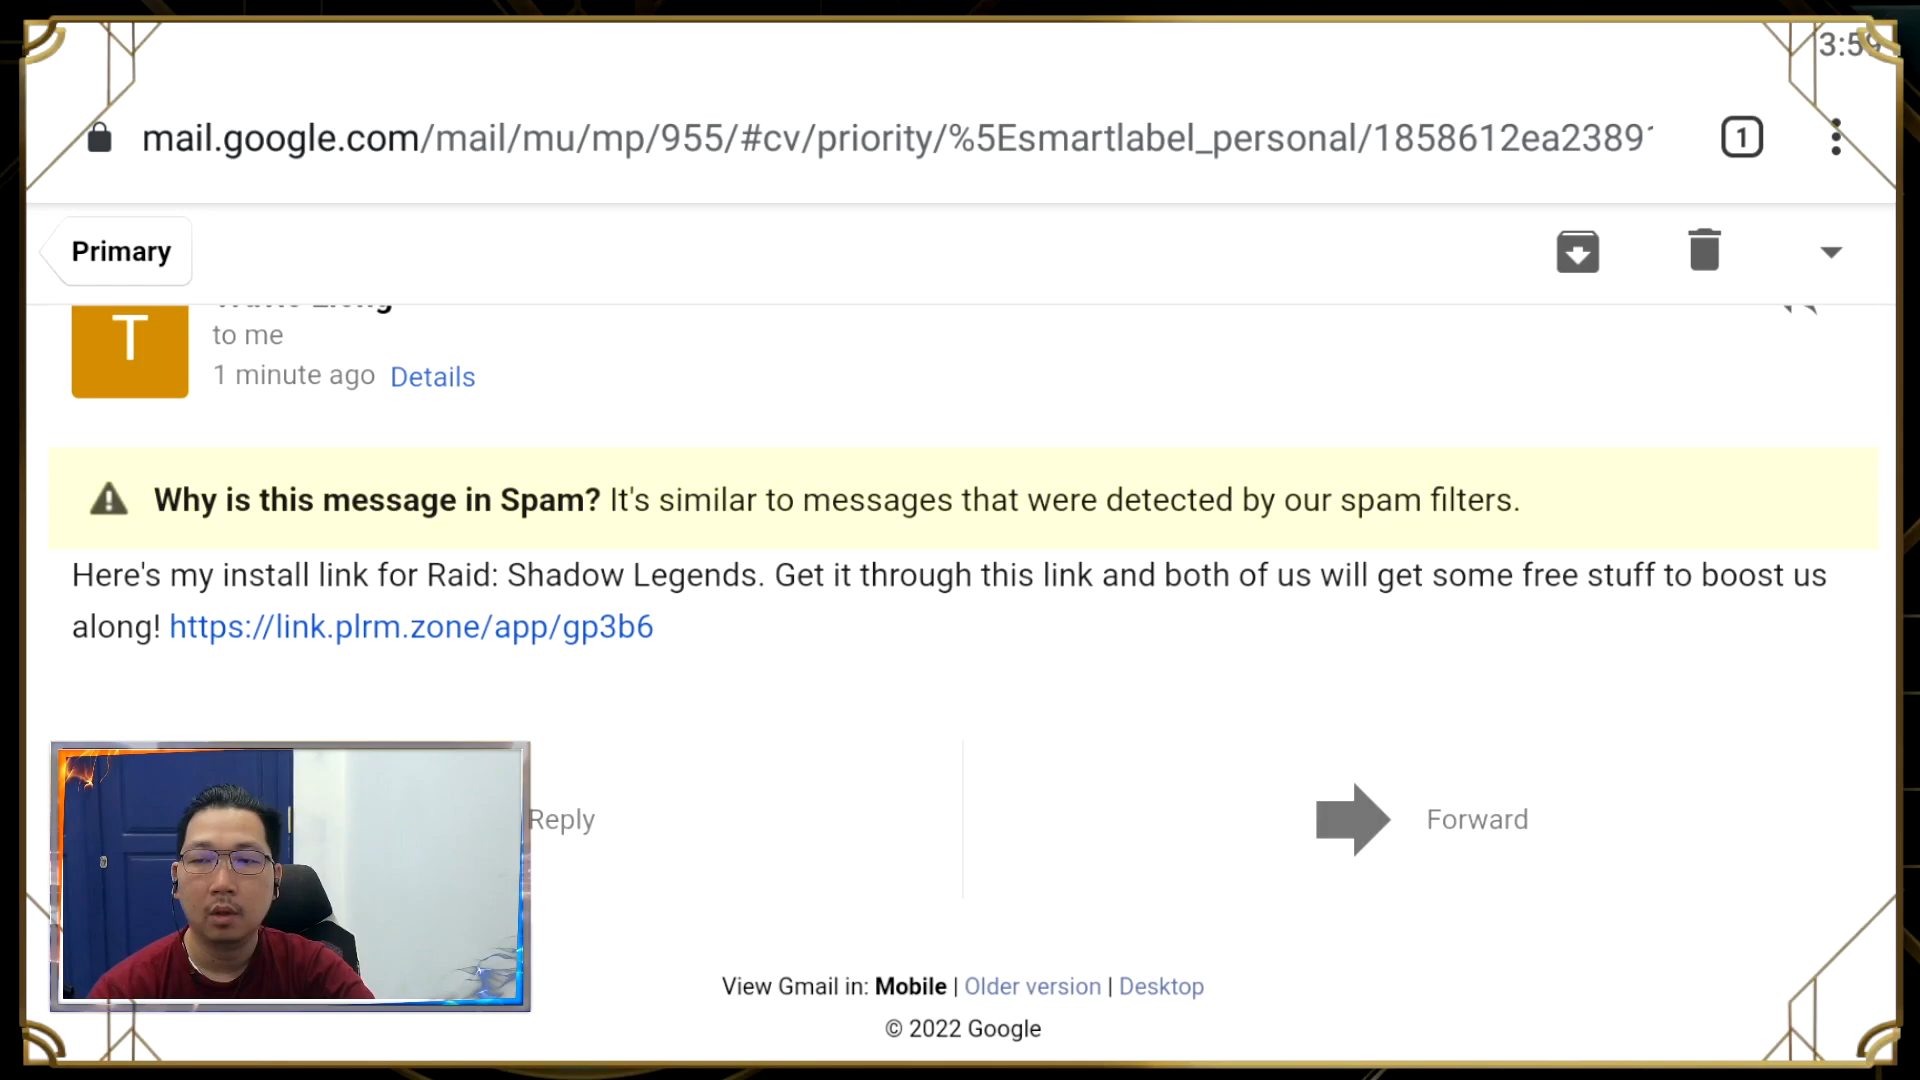 3:59
mail.google.com/mail/mu/mp/955/#cv/priority/%5Esmartlabel_personal/1858612ea2389
1
Primary
T
to me
1 minute ago Details
Why is this message in Spam? It's similar to messages that were detected by our spam filters.
Here's my install link for Raid: Shadow Legends. Get it through this link and both of us will get some free stuff to boost us
along! https://link.plrm.zone/app/gp3b6
Reply
Forward
View Gmail in: Mobile | Older version | Desktop
© 2022 Google